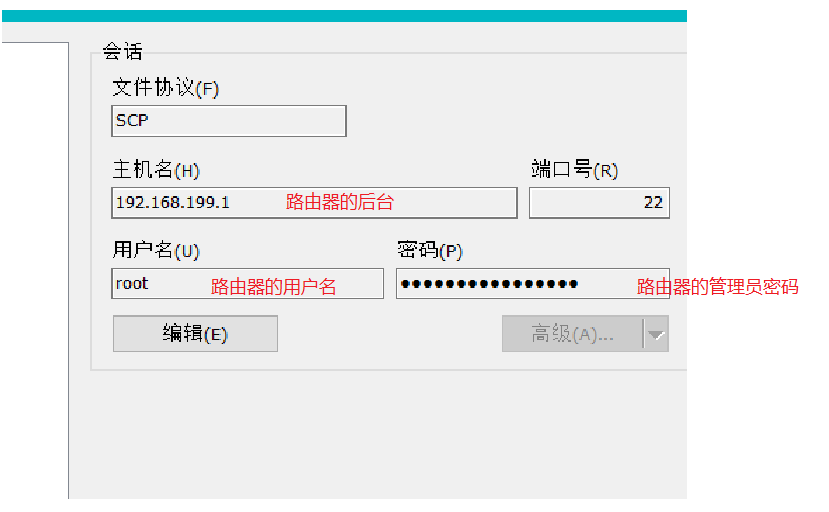 会话
文件协议(F)
SCP
主机名(H) 端口号(R)
192.168.199.1 路由器的后台 22
用户名(U) 密码(P)
root 路由器的用户名 ●●●●●●●●●●●●●●●● 路由器的管理员密码
编辑(E) 高级(A)...